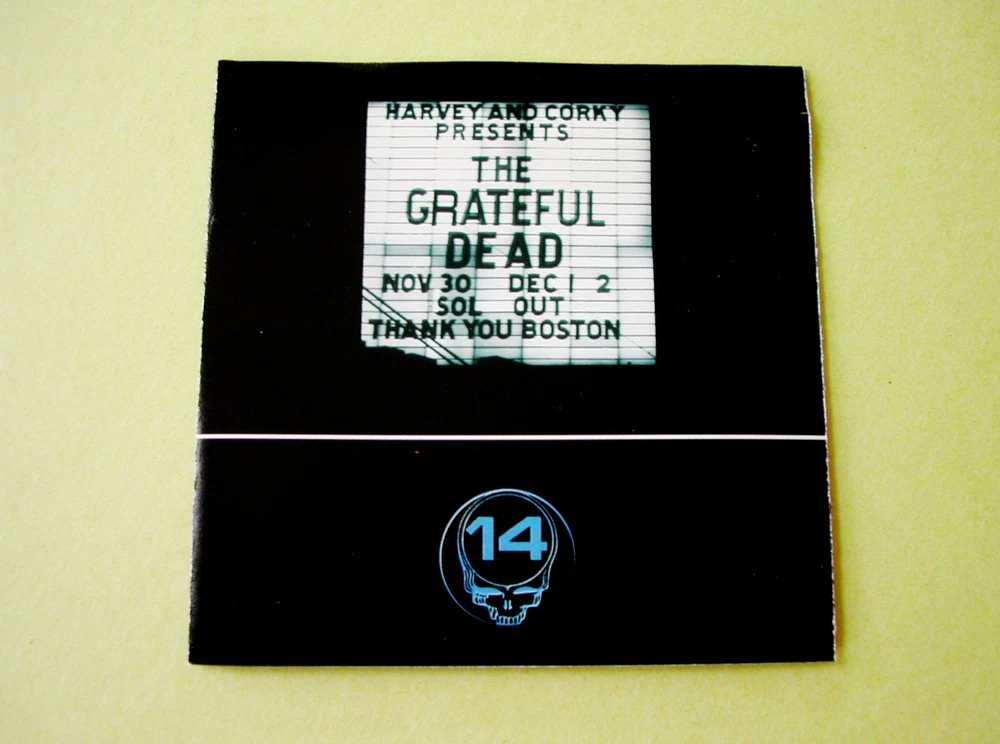 HARVEY AND CORKY
PRESENTS
THE
GRATEFUL
DEAD
NOV 30 DEC 1 2
SOL OUT
THANK YOU BOSTON
14